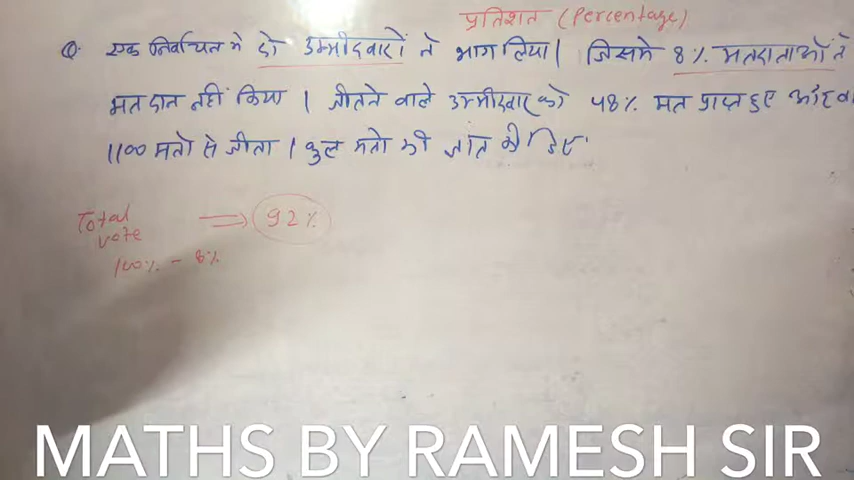 प्रतिशत (Percentage)
Q. एक निर्वाचन मे दो उम्मीदवारों ने भाग लिया। जिसमे 8% मतदाताओं ने
मतदान नहीं किया। जीतने वाले उम्मीदवार को 48% मत प्राप्त हुए और वह
1100 मतो से जीता। कुल मतो की ज्ञात कीजिए
Total vote ⇒ 92%
100% - 8%
MATHS BY RAMESH SIR